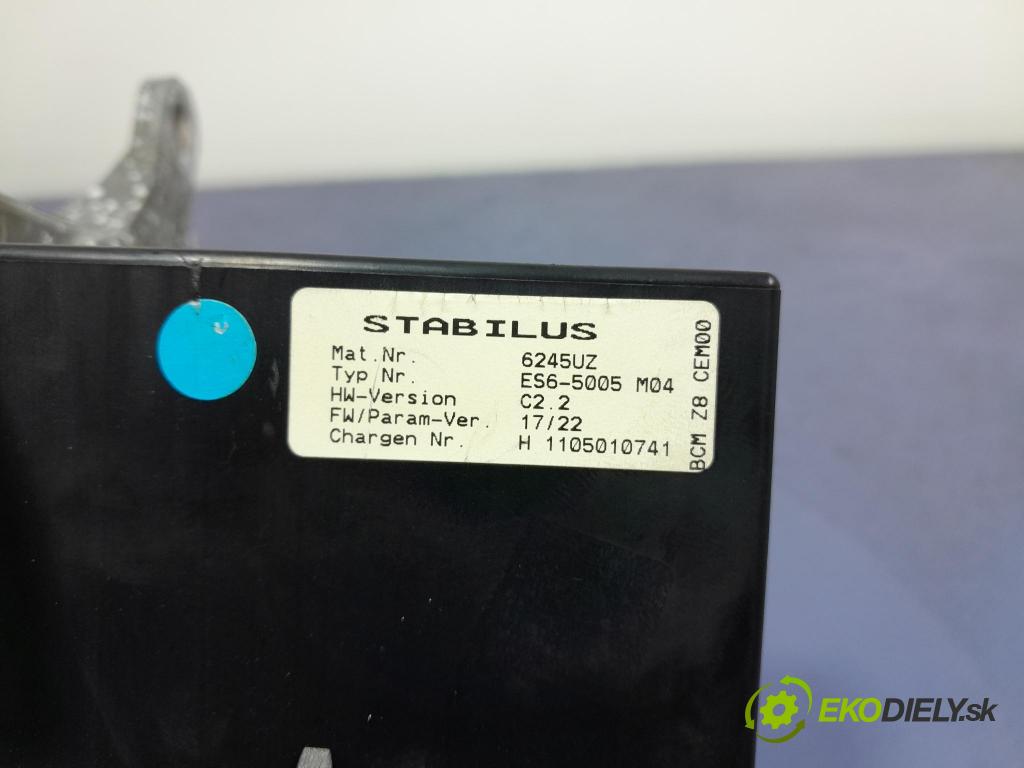 STABILUS
Mat.Nr. 6245UZ
Typ Nr. ES6-5005 M04
HW-Version C2.2
FW/Param-Ver. 17/22
Chargen Nr. H 1105010741
BCM Z8 CEM00
EKODIELY.sk